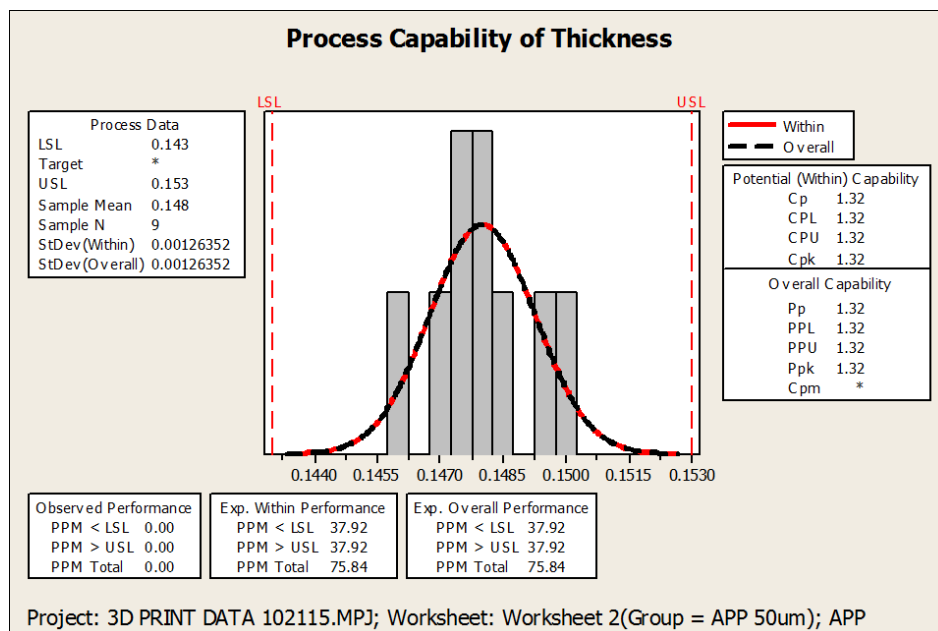 Process Capability of Thickness
LSL
USL
Process Data
LSL 0.143
Target *
USL 0.153
Sample Mean 0.148
Sample N 9
StDev(Within) 0.00126352
StDev(Overall) 0.00126352
Within
Overall
Potential (Within) Capability
Cp 1.32
CPL 1.32
CPU 1.32
Cpk 1.32
Overall Capability
Pp 1.32
PPL 1.32
PPU 1.32
Ppk 1.32
Cpm *
0.1440 0.1455 0.1470 0.1485 0.1500 0.1515 0.1530
Observed Performance
PPM < LSL 0.00
PPM > USL 0.00
PPM Total 0.00
Exp. Within Performance
PPM < LSL 37.92
PPM > USL 37.92
PPM Total 75.84
Exp. Overall Performance
PPM < LSL 37.92
PPM > USL 37.92
PPM Total 75.84
Project: 3D PRINT DATA 102115.MPJ; Worksheet: Worksheet 2(Group = APP 50um); APP